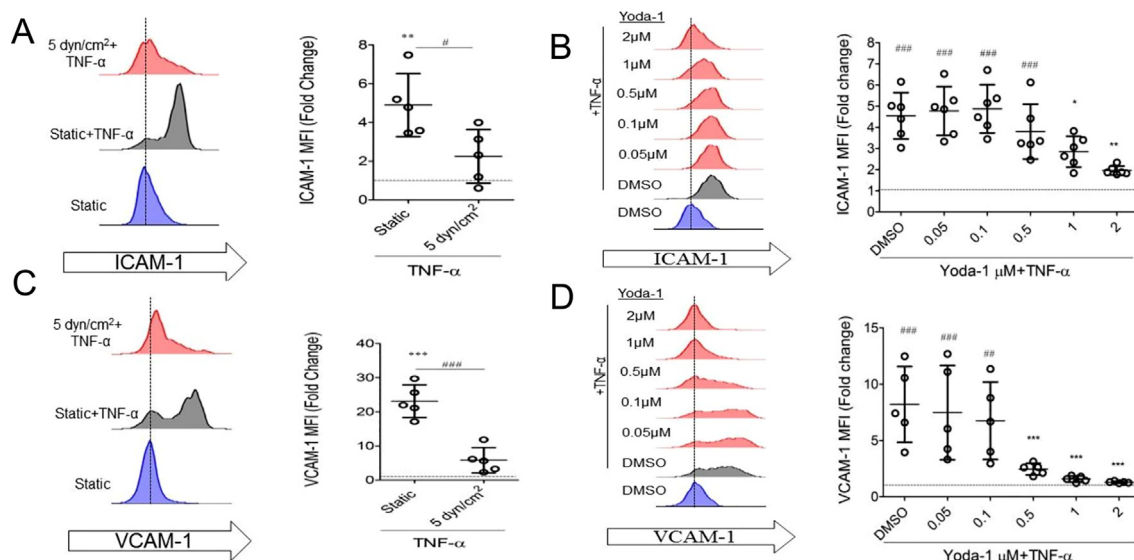 A
5 dyn/cm²+
TNF-α
Static+TNF-α
Static
ICAM-1
ICAM-1 MFI (Fold Change)
8
6
4
2
0
**
#
Static
5 dyn/cm²
TNF-α
B
Yoda-1
+TNF-α
2µM
1µM
0.5µM
0.1µM
0.05µM
DMSO
DMSO
ICAM-1
ICAM-1 MFI (Fold change)
8
7
6
5
4
3
2
1
0
###
###
###
###
*
**
DMSO
0.05
0.1
0.5
1
2
Yoda-1 µM+TNF-α
C
5 dyn/cm²+
TNF-α
Static+TNF-α
Static
VCAM-1
VCAM-1 MFI (Fold Change)
40
30
20
10
0
***
###
Static
5 dyn/cm²
TNF-α
D
Yoda-1
+TNF-α
2µM
1µM
0.5µM
0.1µM
0.05µM
DMSO
DMSO
VCAM-1
VCAM-1 MFI (Fold change)
15
10
5
0
###
###
##
***
***
***
DMSO
0.05
0.1
0.5
1
2
Yoda-1 µM+TNF-α